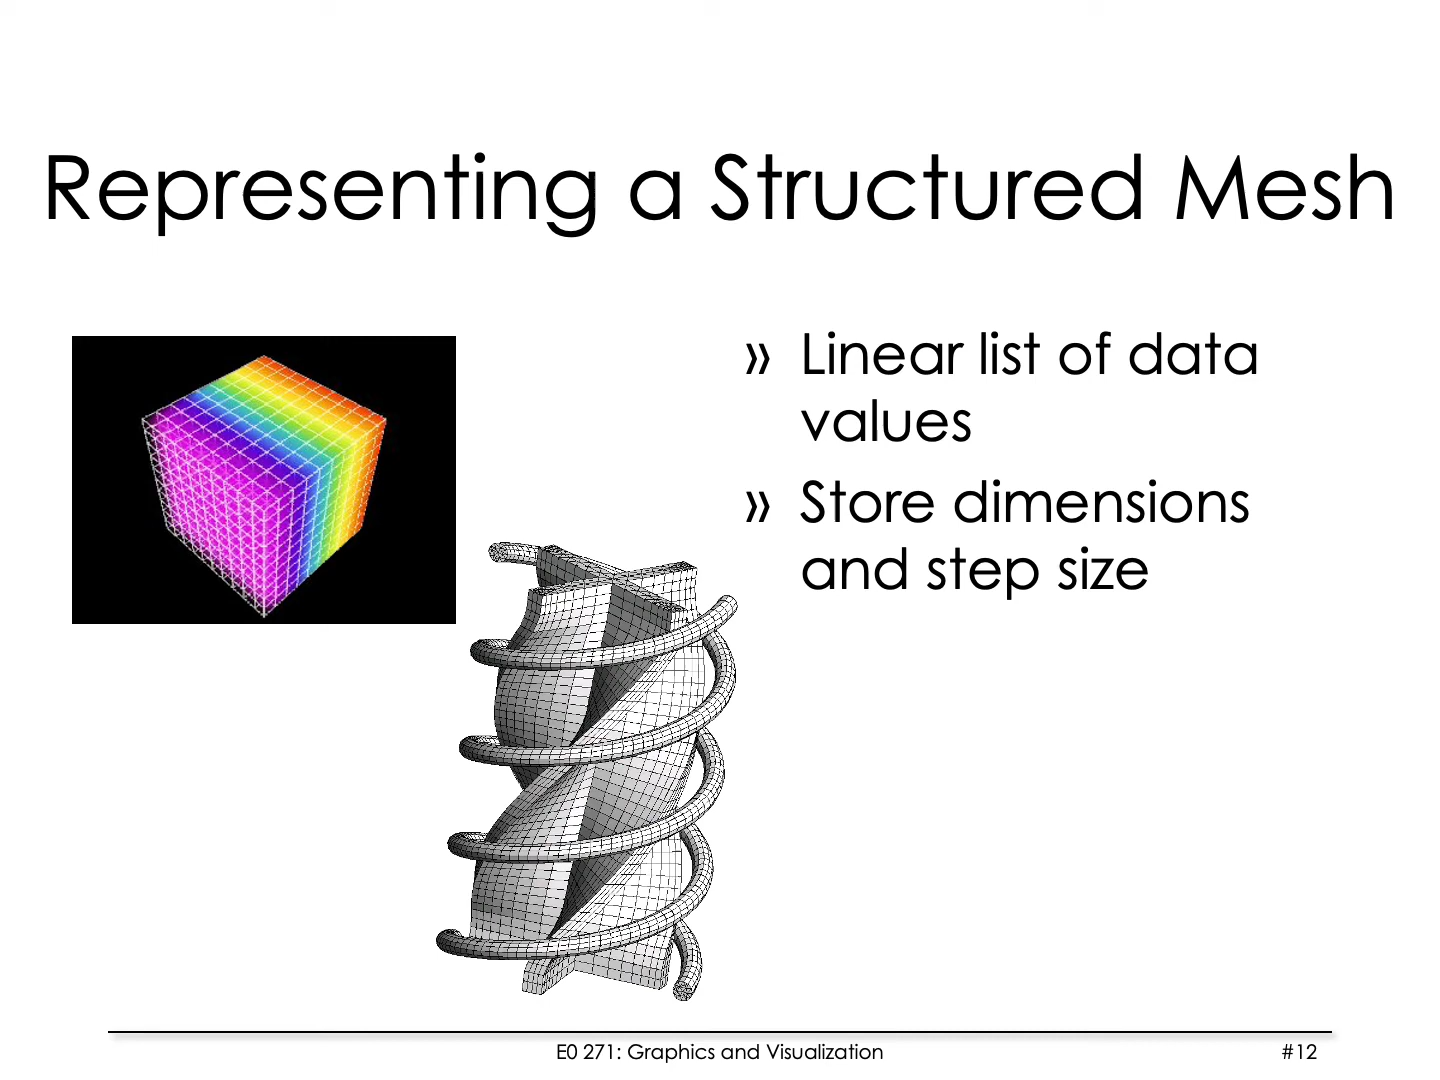 Representing a Structured Mesh
» Linear list of data
values
» Store dimensions
and step size
E0 271: Graphics and Visualization
#12